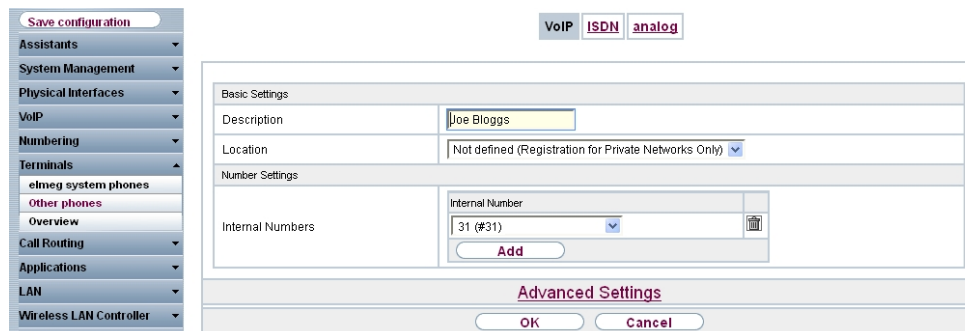 Save configuration
Assistants
System Management
Physical Interfaces
VoIP
Numbering
Terminals
elmeg system phones
Other phones
Overview
Call Routing
Applications
LAN
Wireless LAN Controller
VoIP ISDN analog
Basic Settings
Description Joe Bloggs
Location Not defined (Registration for Private Networks Only)
Number Settings
Internal Numbers
Internal Number
31 (#31)
Add
Advanced Settings
OK Cancel